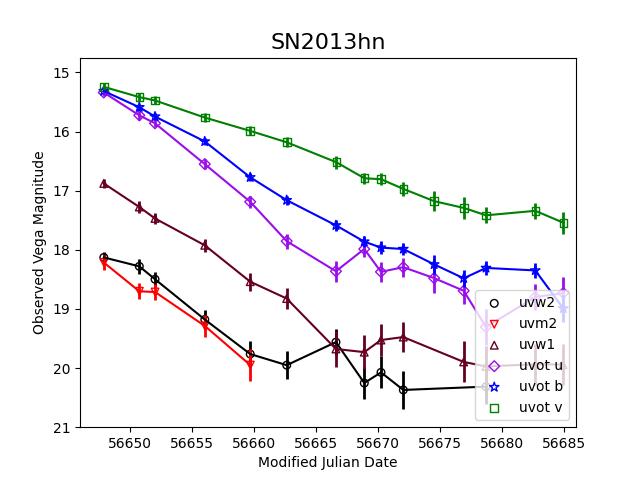 SN2013hn
Observed Vega Magnitude
15
16
17
18
19
20
21
uvw2
uvm2
uvw1
uvot u
uvot b
uvot v
56650 56655 56660 56665 56670 56675 56680 56685
Modified Julian Date